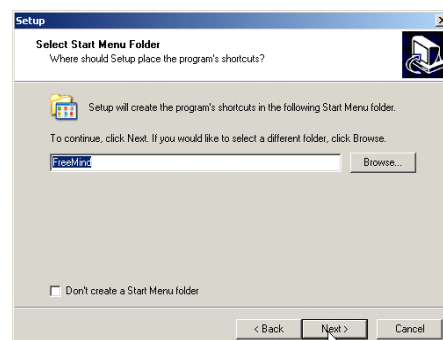 Setup
Select Start Menu Folder
Where should Setup place the program's shortcuts?
Setup will create the program's shortcuts in the following Start Menu folder.
To continue, click Next. If you would like to select a different folder, click Browse.
FreeMind
Browse...
Don't create a Start Menu folder
< Back
Next >
Cancel